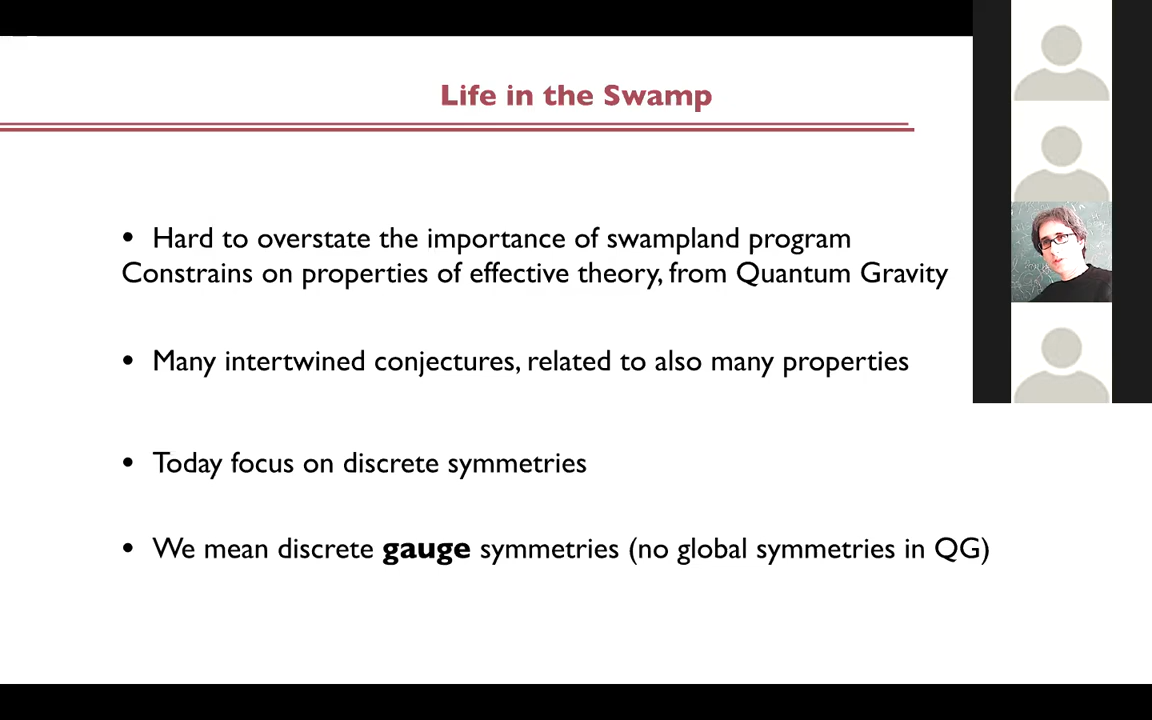 Life in the Swamp
• Hard to overstate the importance of swampland program
Constrains on properties of effective theory, from Quantum Gravity
• Many intertwined conjectures, related to also many properties
• Today focus on discrete symmetries
• We mean discrete gauge symmetries (no global symmetries in QG)